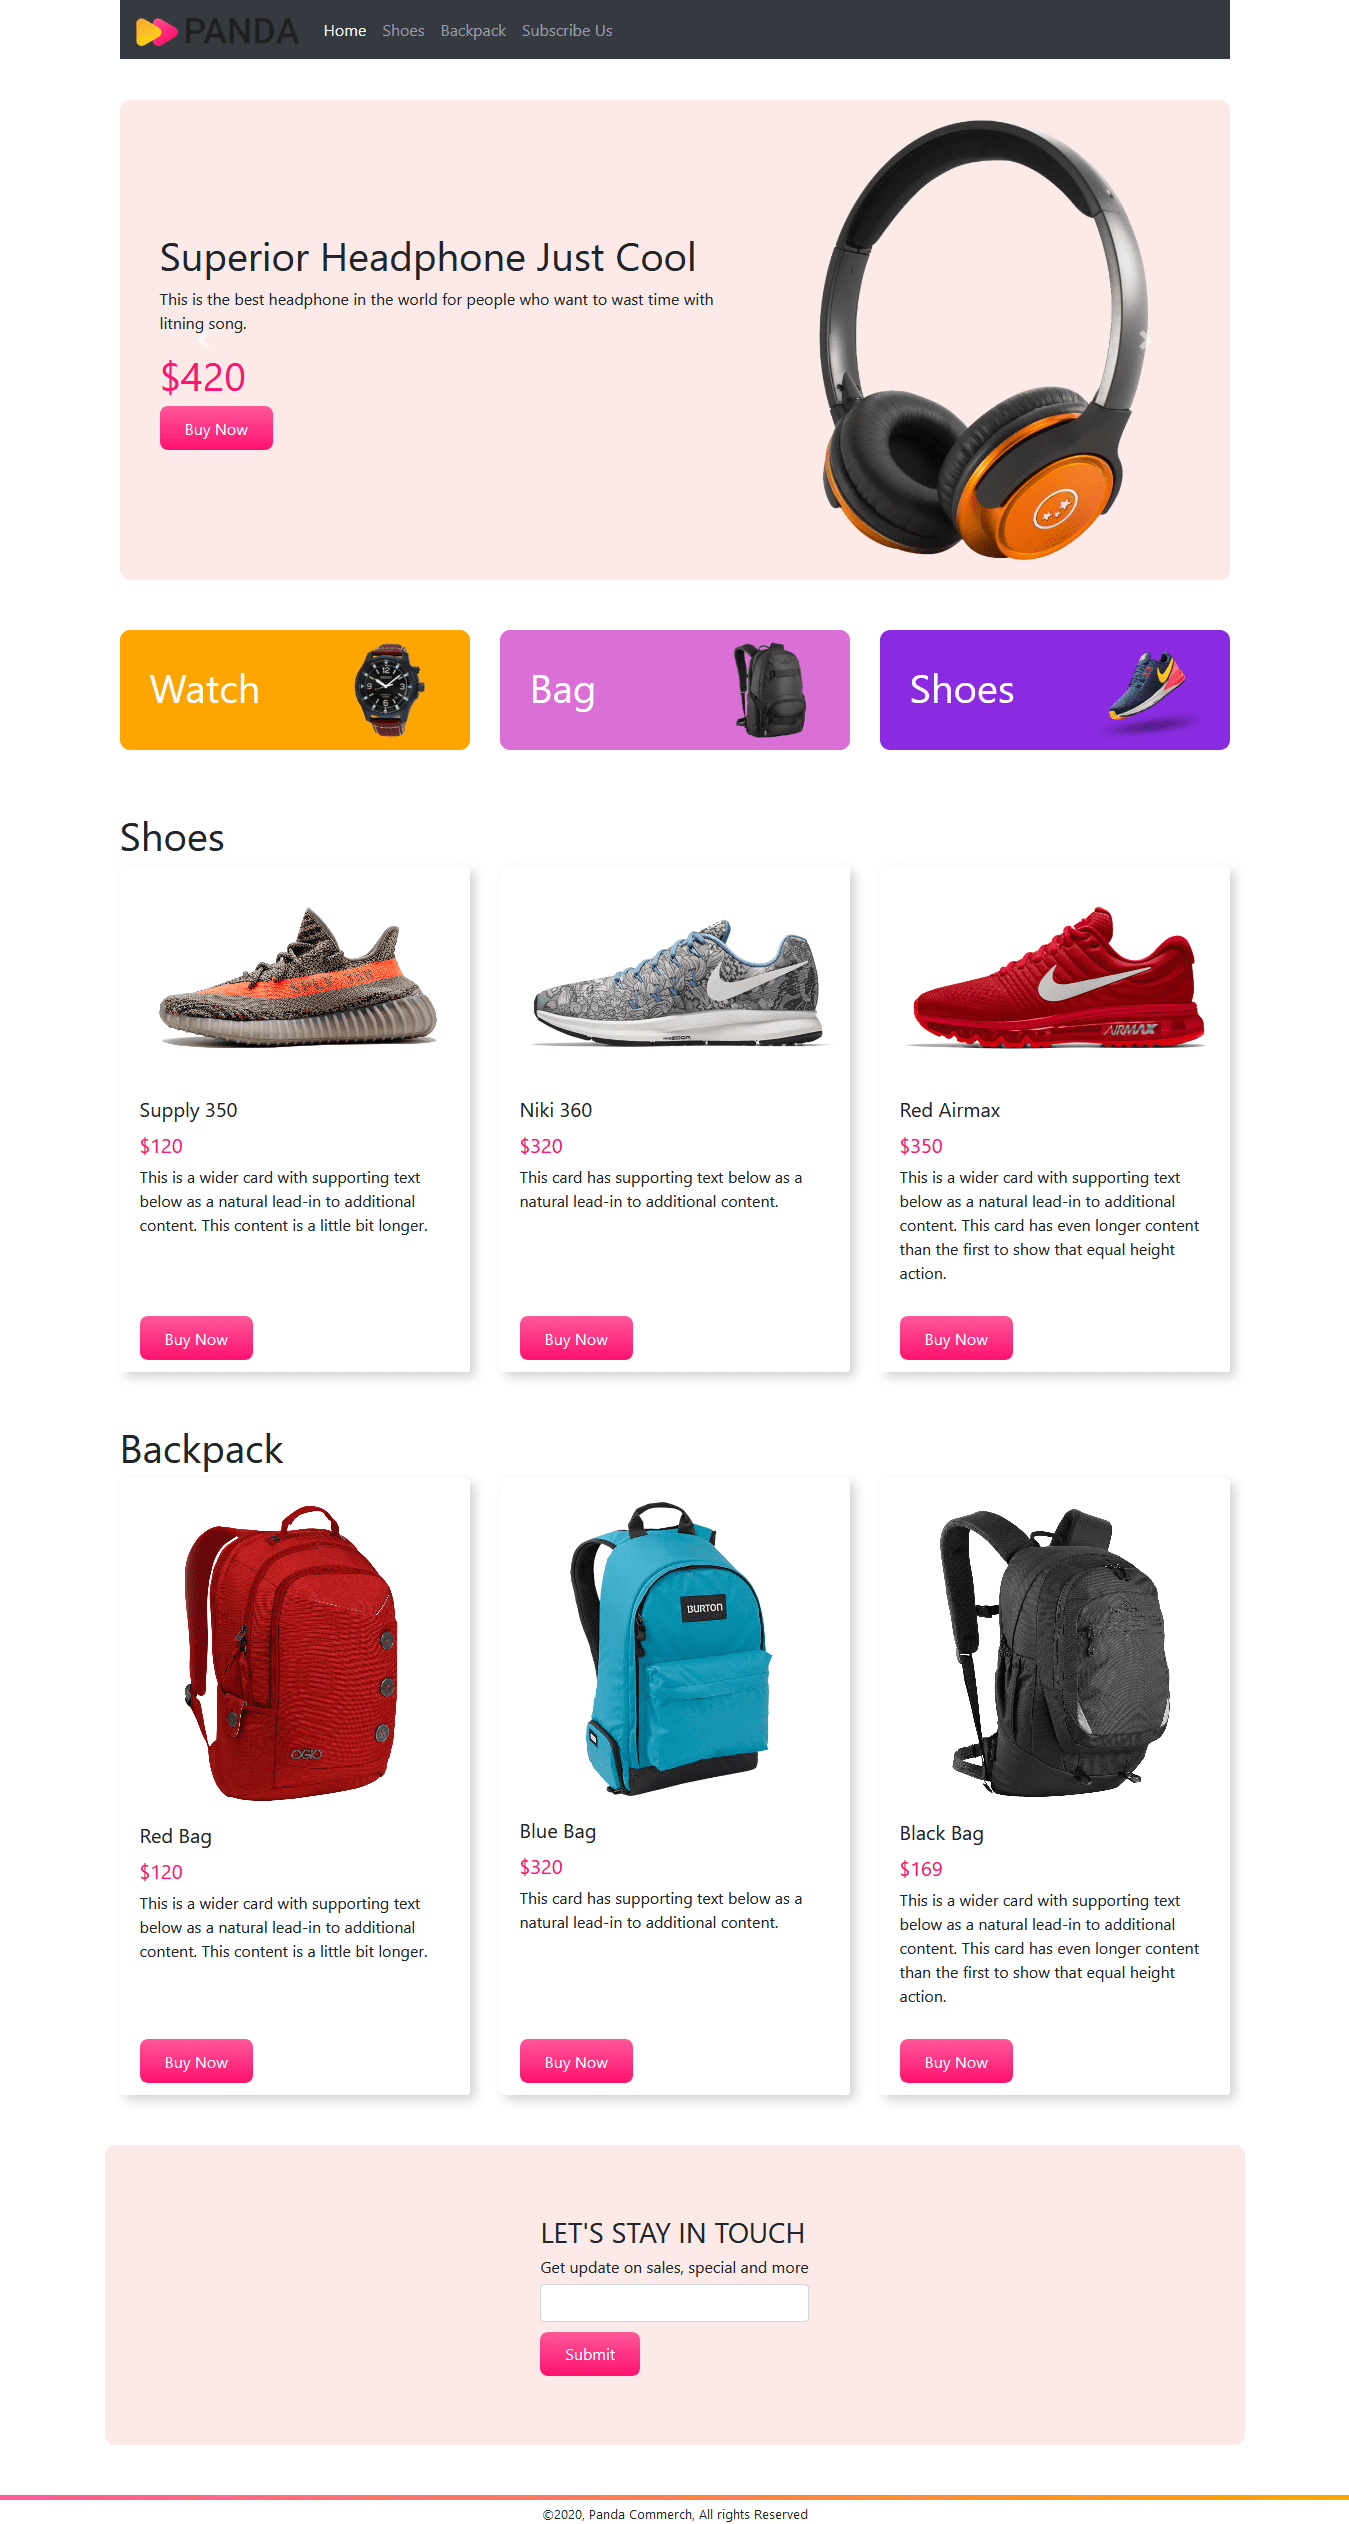 PANDA Home Shoes Backpack Subscribe Us
Superior Headphone Just Cool
This is the best headphone in the world for people who want to wast time with
litning song.
$420
Buy Now
Watch
Bag
Shoes
Shoes
SPLY 350
ZOOM
AIRMAX
Supply 350
$120
This is a wider card with supporting text
below as a natural lead-in to additional
content. This content is a little bit longer.
Buy Now
Niki 360
$320
This card has supporting text below as a
natural lead-in to additional content.
Buy Now
Red Airmax
$350
This is a wider card with supporting text
below as a natural lead-in to additional
content. This card has even longer content
than the first to show that equal height
action.
Buy Now
Backpack
OGIO
BURTON
Red Bag
$120
This is a wider card with supporting text
below as a natural lead-in to additional
content. This content is a little bit longer.
Buy Now
Blue Bag
$320
This card has supporting text below as a
natural lead-in to additional content.
Buy Now
Black Bag
$169
This is a wider card with supporting text
below as a natural lead-in to additional
content. This card has even longer content
than the first to show that equal height
action.
Buy Now
LET'S STAY IN TOUCH
Get update on sales, special and more
Submit
©2020, Panda Commerch, All rights Reserved